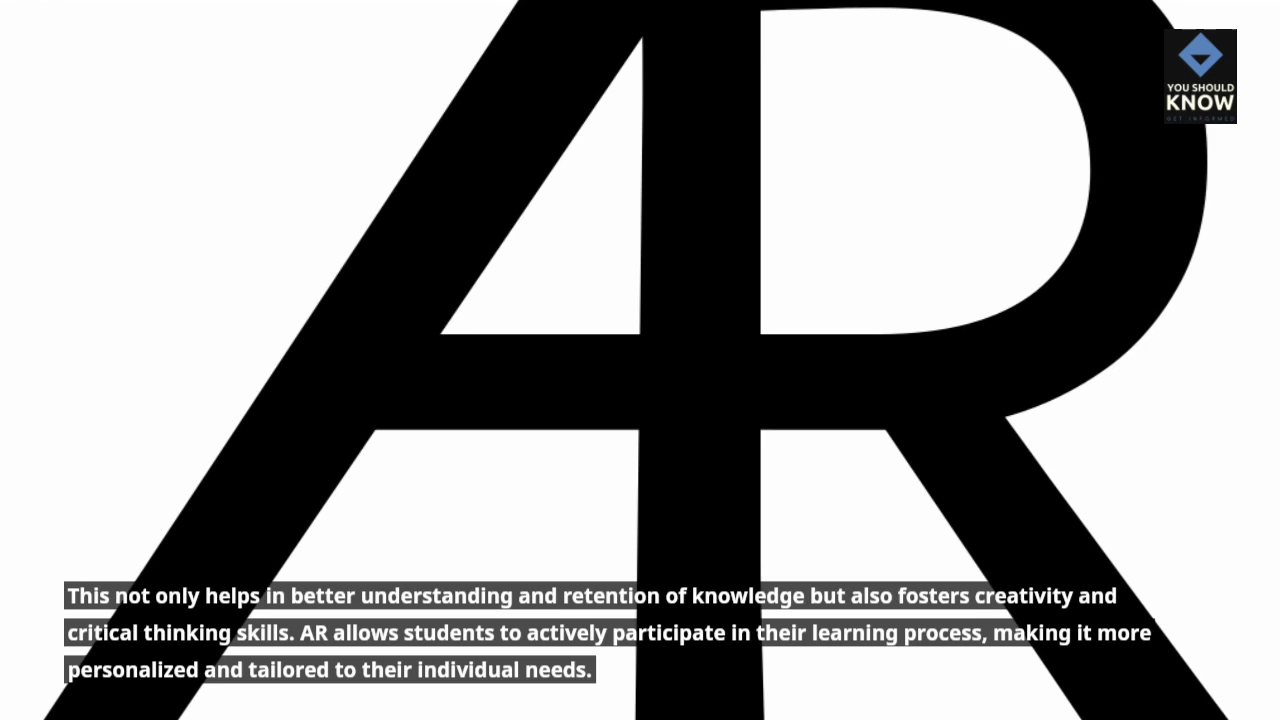 AR
YOU SHOULD
KNOW
GET INFORMED
This not only helps in better understanding and retention of knowledge but also fosters creativity and
critical thinking skills. AR allows students to actively participate in their learning process, making it more
personalized and tailored to their individual needs.